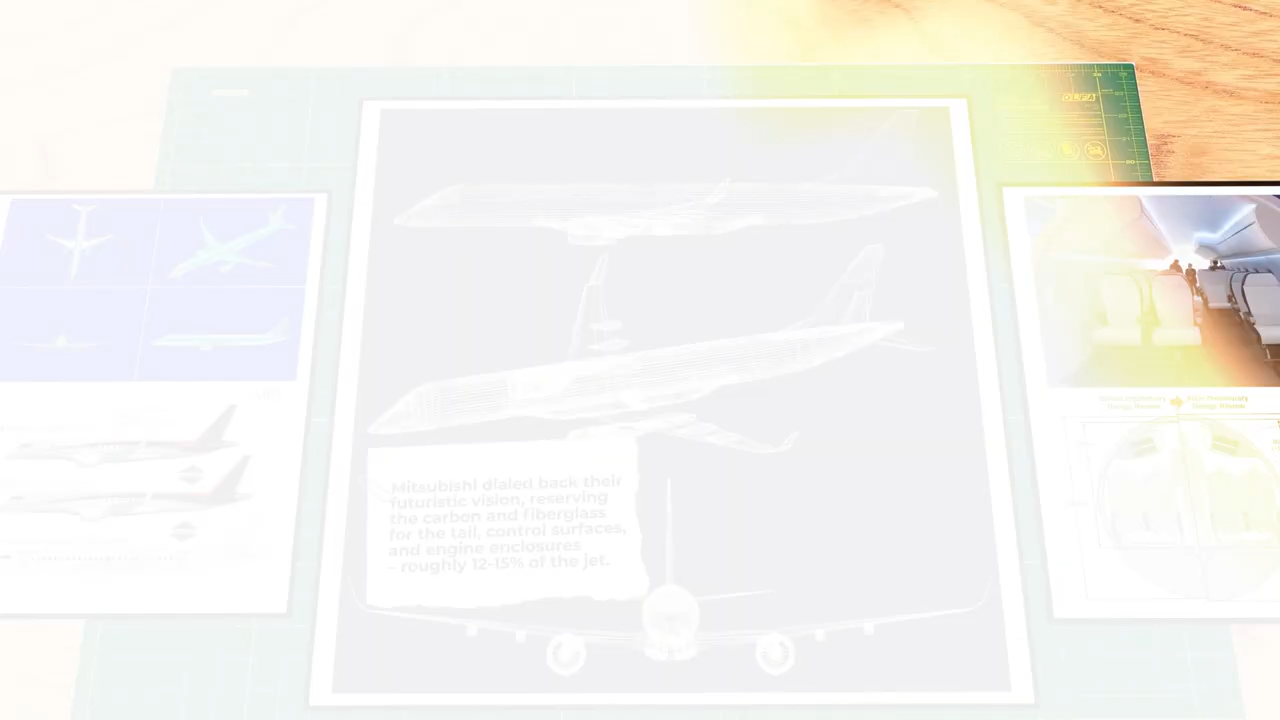 OLFA
Mitsubishi dialed back their
futuristic vision, reserving
the carbon and fiberglass
for the tail, control surfaces,
and engine enclosures
– roughly 12-15% of the jet.